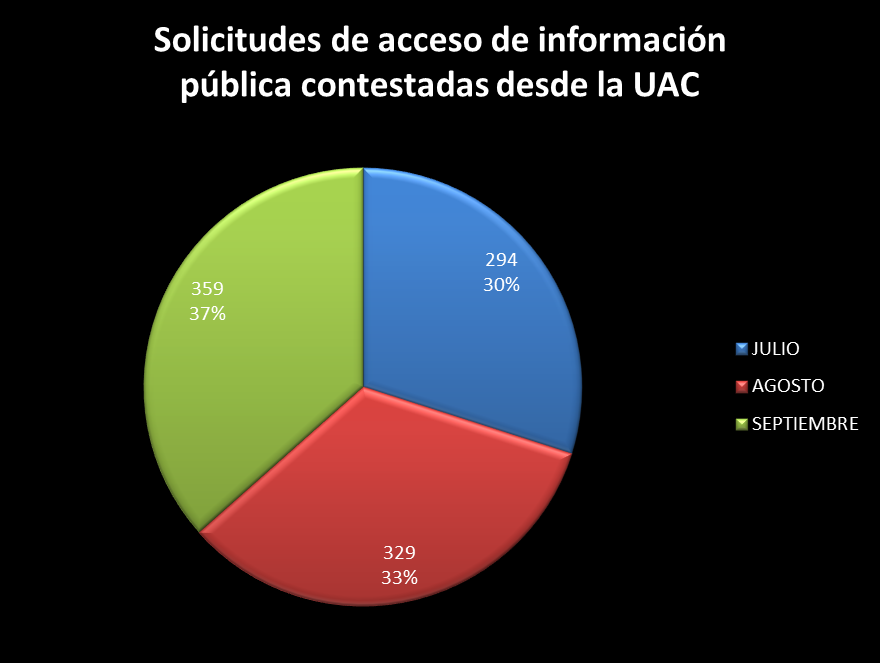 Solicitudes de acceso de información
pública contestadas desde la UAC
294
30%
359
37%
329
33%
JULIO
AGOSTO
SEPTIEMBRE